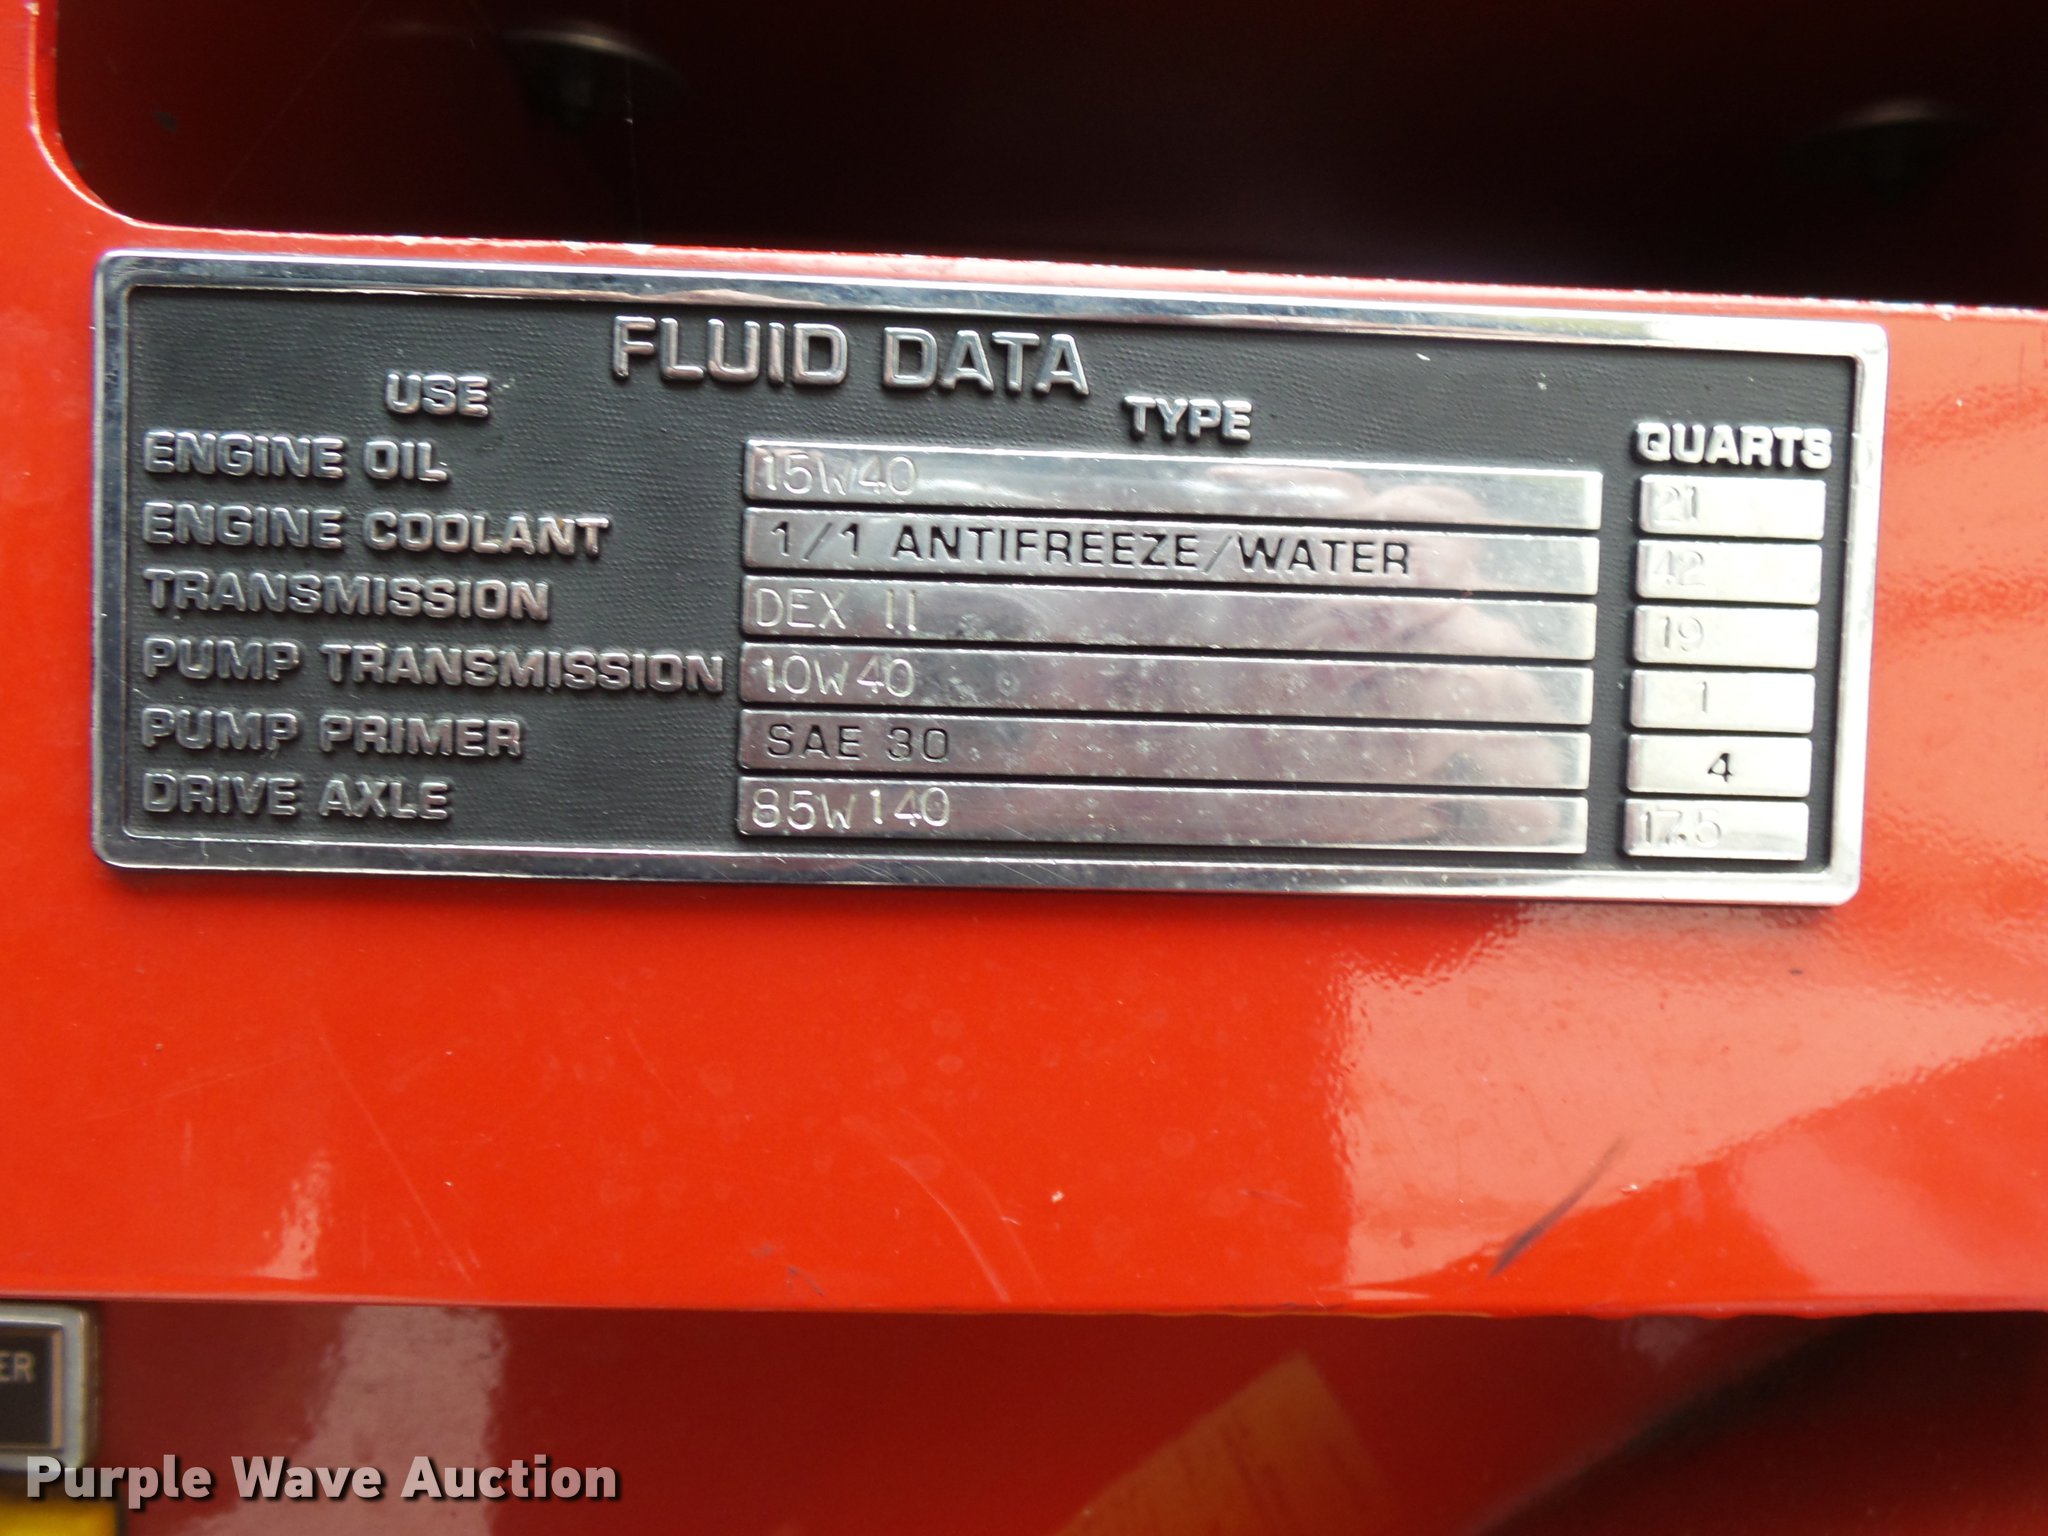 FLUID DATA
USE TYPE QUARTS
ENGINE OIL 15W40 21
ENGINE COOLANT 1/1 ANTIFREEZE/WATER 42
TRANSMISSION DEX II 19
PUMP TRANSMISSION 10W40 1
PUMP PRIMER SAE 30 4
DRIVE AXLE 85W140 17.5
ER
Purple Wave Auction